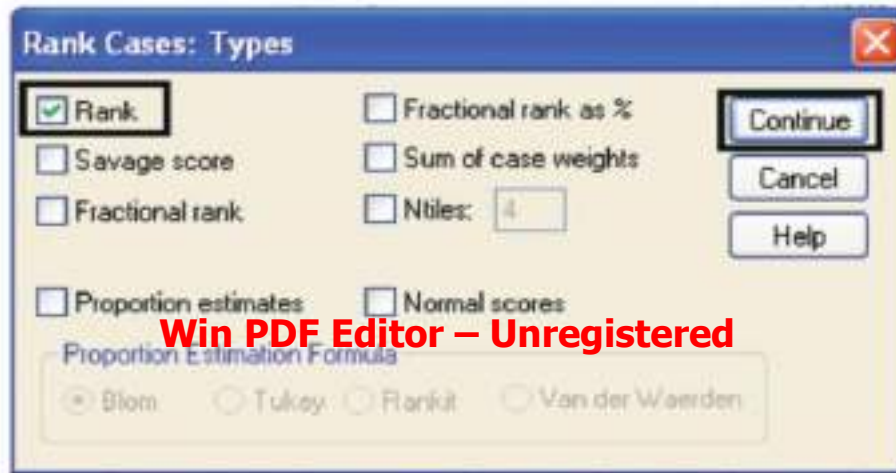 Rank Cases: Types
Rank
Fractional rank as %
Continue
Savage score
Sum of case weights
Cancel
Fractional rank
Ntiles: 4
Help
Proportion estimates
Normal scores
Win PDF Editor – Unregistered
Proportion Estimation Formula
Blom
Tukey
Rankit
Van der Waerden